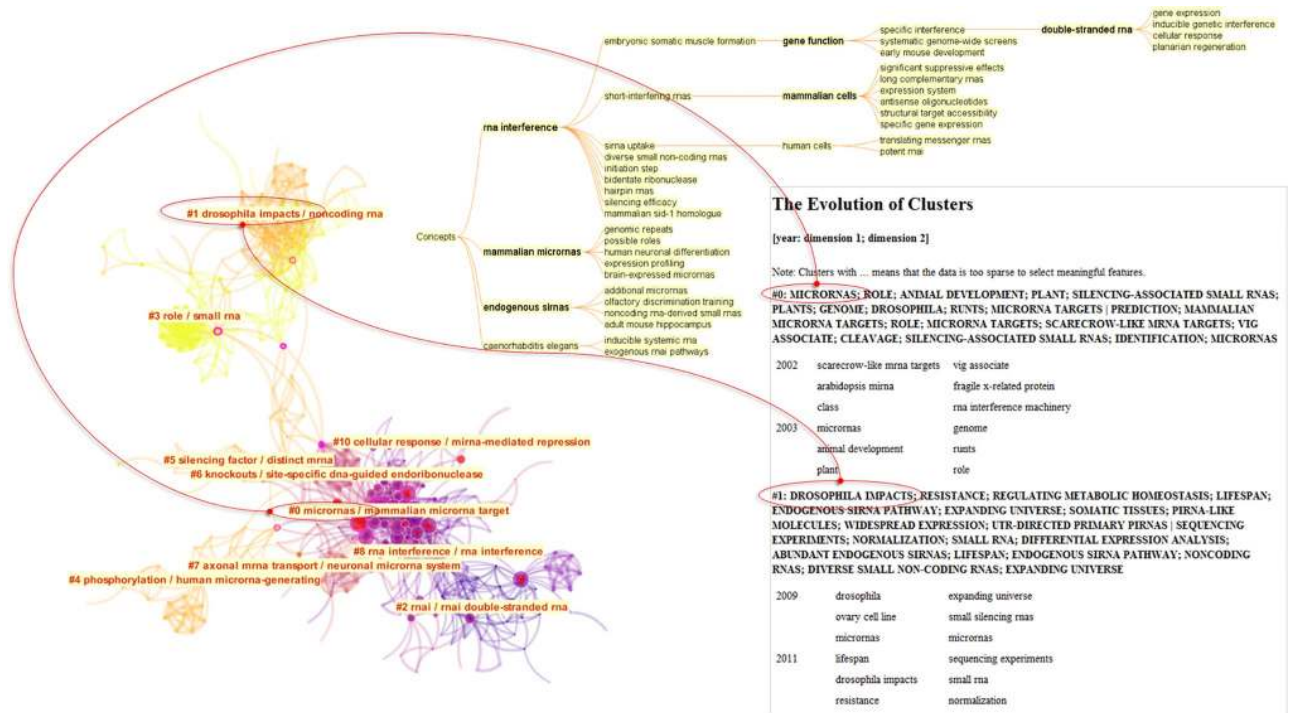 gene expression
inducible genetic interference
cellular response
planarian regeneration
double-stranded rna
specific interference
systematic genome-wide screens
early mouse development
gene function
embryonic somatic muscle formation
significant suppressive effects
long complementary rnas
expression system
antisense oligonucleotides
structural target accessibility
specific gene expression
mammalian cells
short-interfering rnas
translating messenger rnas
potent rnai
human cells
sirna uptake
diverse small non-coding rnas
initiation step
bidentate ribonuclease
hairpin rnas
silencing efficacy
mammalian sid-1 homologue
rna interference
Concepts
mammalian micrornas
genomic repeats
possible roles
human neuronal differentiation
expression profiling
brain-expressed micrornas
endogenous sirnas
additional micrornas
olfactory discrimination training
noncoding rna-derived small rnas
adult mouse hippocampus
caenorhabditis elegans
inducible systemic rna
exogenous rnai pathways
#1 drosophila impacts / noncoding rna
#3 role / small rna
#10 cellular response / mirna-mediated repression
#5 silencing factor / distinct mrna
#6 knockouts / site-specific dna-guided endoribonuclease
#0 micrornas / mammalian microrna target
#8 rna interference / rna interference
#7 axonal mrna transport / neuronal microrna system
#4 phosphorylation / human microrna-generating
#2 rnai / rnai double-stranded rna
The Evolution of Clusters
[year: dimension 1; dimension 2]
Note: Clusters with ... means that the data is too sparse to select meaningful features.
#0: MICRORNAS; ROLE; ANIMAL DEVELOPMENT; PLANT; SILENCING-ASSOCIATED SMALL RNAS;
PLANTS; GENOME; DROSOPHILA; RUNTS; MICRORNA TARGETS | PREDICTION; MAMMALIAN
MICRORNA TARGETS; ROLE; MICRORNA TARGETS; SCARECROW-LIKE MRNA TARGETS; VIG
ASSOCIATE; CLEAVAGE; SILENCING-ASSOCIATED SMALL RNAS; IDENTIFICATION; MICRORNAS
2002 scarecrow-like mrna targets vig associate
arabidopsis mirna fragile x-related protein
class rna interference machinery
2003 micrornas genome
animal development runts
plant role
#1: DROSOPHILA IMPACTS; RESISTANCE; REGULATING METABOLIC HOMEOSTASIS; LIFESPAN;
ENDOGENOUS SIRNA PATHWAY; EXPANDING UNIVERSE; SOMATIC TISSUES; PIRNA-LIKE
MOLECULES; WIDESPREAD EXPRESSION; UTR-DIRECTED PRIMARY PIRNAS | SEQUENCING
EXPERIMENTS; NORMALIZATION; SMALL RNA; DIFFERENTIAL EXPRESSION ANALYSIS;
ABUNDANT ENDOGENOUS SIRNAS; LIFESPAN; ENDOGENOUS SIRNA PATHWAY; NONCODING
RNAS; DIVERSE SMALL NON-CODING RNAS; EXPANDING UNIVERSE
2009 drosophila expanding universe
ovary cell line small silencing rnas
micrornas micrornas
2011 lifespan sequencing experiments
drosophila impacts small rna
resistance normalization